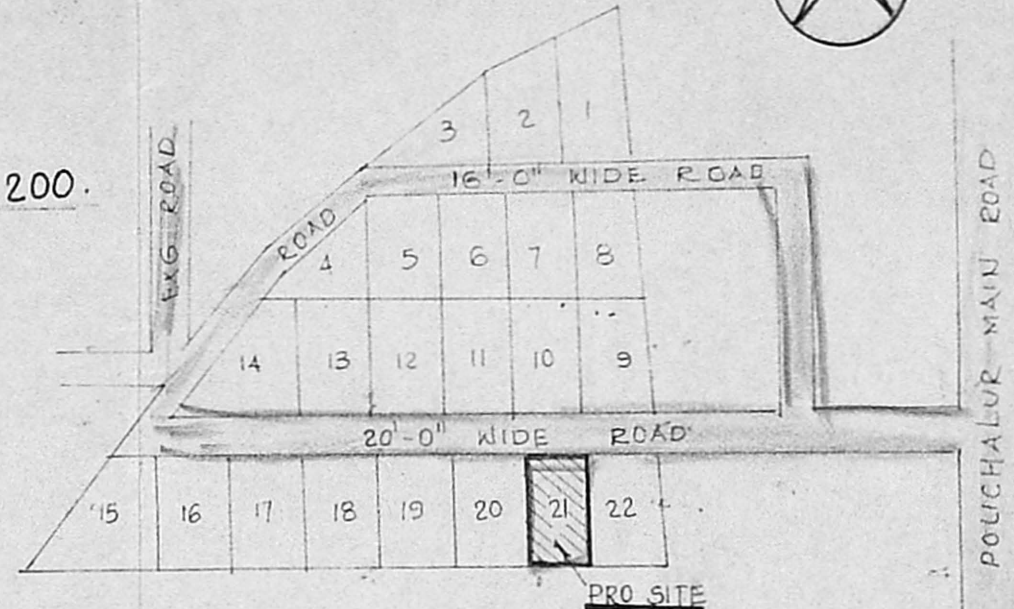 200.
EXG ROAD
3 2 1
16'-0" WIDE ROAD
ROAD
4 5 6 7 8
14 13 12 11 10 9
20'-0" WIDE ROAD
15 16 17 18 19 20 21 22
PRO SITE
POLICHALUR MAIN ROAD